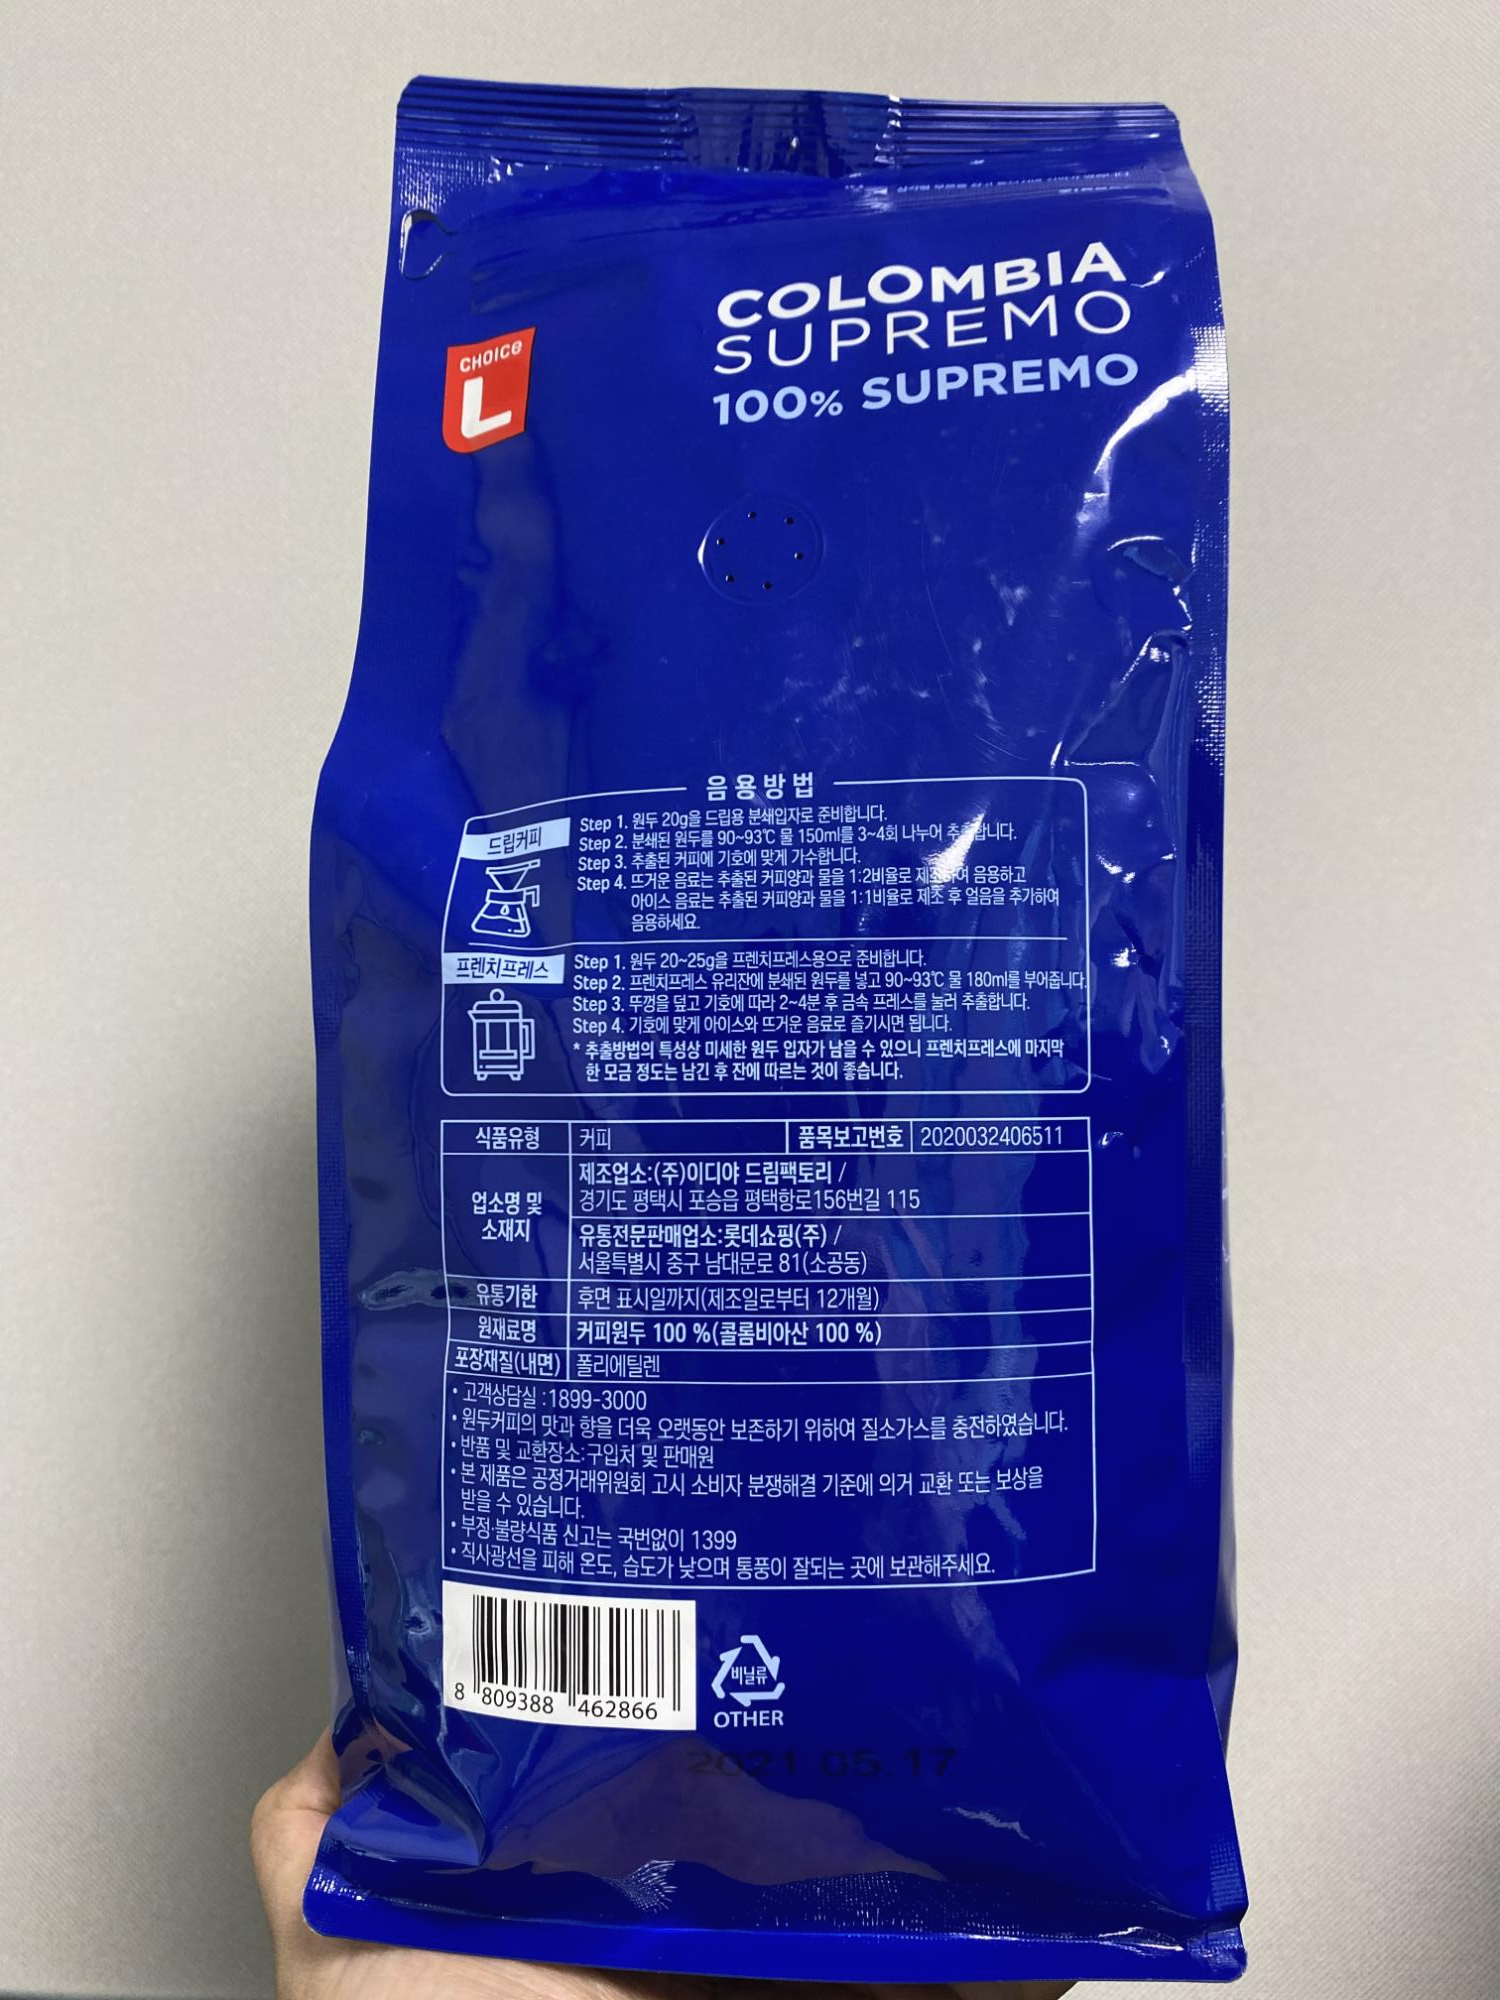 COLOMBIA
SUPREMO
100% SUPREMO
CHOICE
L
음용방법
드립커피
Step 1. 원두 20g을 드립용 분쇄입자로 준비합니다.
Step 2. 분쇄된 원두를 90~93℃ 물 150ml를 3~4회 나누어 추출합니다.
Step 3. 추출된 커피에 기호에 맞게 가수합니다.
Step 4. 뜨거운 음료는 추출된 커피양과 물을 1:2비율로 제조하여 음용하고
아이스 음료는 추출된 커피양과 물을 1:1비율로 제조 후 얼음을 추가하여
음용하세요.
프렌치프레스
Step 1. 원두 20~25g을 프렌치프레스용으로 준비합니다.
Step 2. 프렌치프레스 유리잔에 분쇄된 원두를 넣고 90~93℃ 물 180ml를 부어줍니다.
Step 3. 뚜껑을 덮고 기호에 따라 2~4분 후 금속 프레스를 눌러 추출합니다.
Step 4. 기호에 맞게 아이스와 뜨거운 음료로 즐기시면 됩니다.
* 추출방법의 특성상 미세한 원두 입자가 남을 수 있으니 프렌치프레스에 마지막
한 모금 정도는 남긴 후 잔에 따르는 것이 좋습니다.
식품유형 커피 품목보고번호 2020032406511
업소명 및
소재지
제조업소:(주)이디야 드림팩토리 /
경기도 평택시 포승읍 평택항로156번길 115
유통전문판매업소:롯데쇼핑(주) /
서울특별시 중구 남대문로 81(소공동)
유통기한 후면 표시일까지(제조일로부터 12개월)
원재료명 커피원두 100 %(콜롬비아산 100 %)
포장재질(내면) 폴리에틸렌
• 고객상담실 :1899-3000
• 원두커피의 맛과 향을 더욱 오랫동안 보존하기 위하여 질소가스를 충전하였습니다.
• 반품 및 교환장소:구입처 및 판매원
• 본 제품은 공정거래위원회 고시 소비자 분쟁해결 기준에 의거 교환 또는 보상을
받을 수 있습니다.
• 부정·불량식품 신고는 국번없이 1399
• 직사광선을 피해 온도, 습도가 낮으며 통풍이 잘되는 곳에 보관해주세요.
8 809388 462866
비닐류
OTHER
2021 05.17